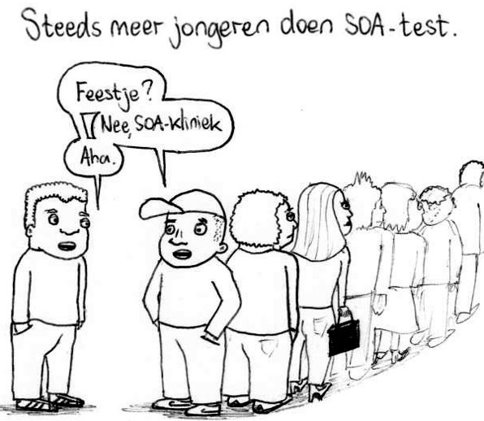 Steeds meer jongeren doen SOA-test.
Feestje?
Nee, SOA-kliniek
Aha.